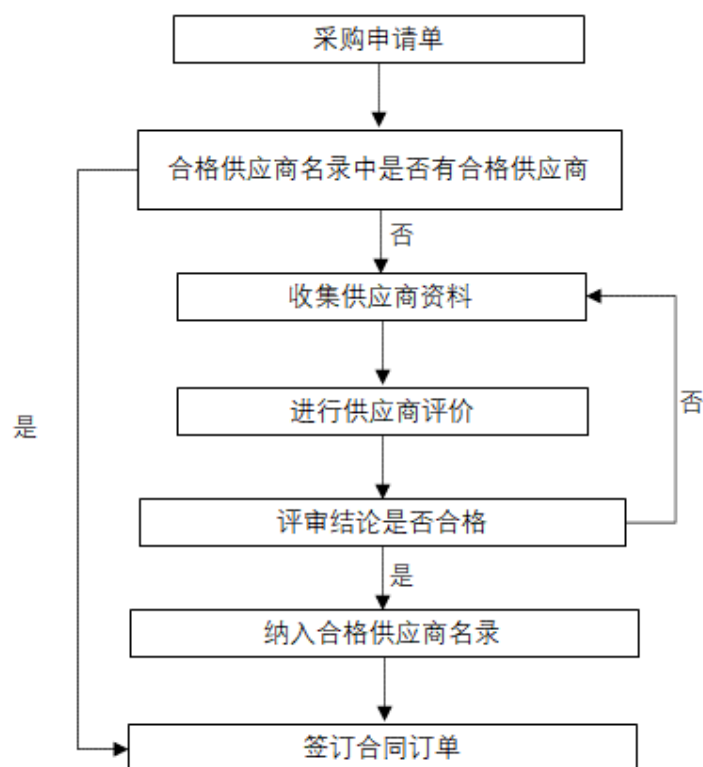 采购申请单
合格供应商名录中是否有合格供应商
否
收集供应商资料
进行供应商评价
否
是
评审结论是否合格
是
纳入合格供应商名录
签订合同订单